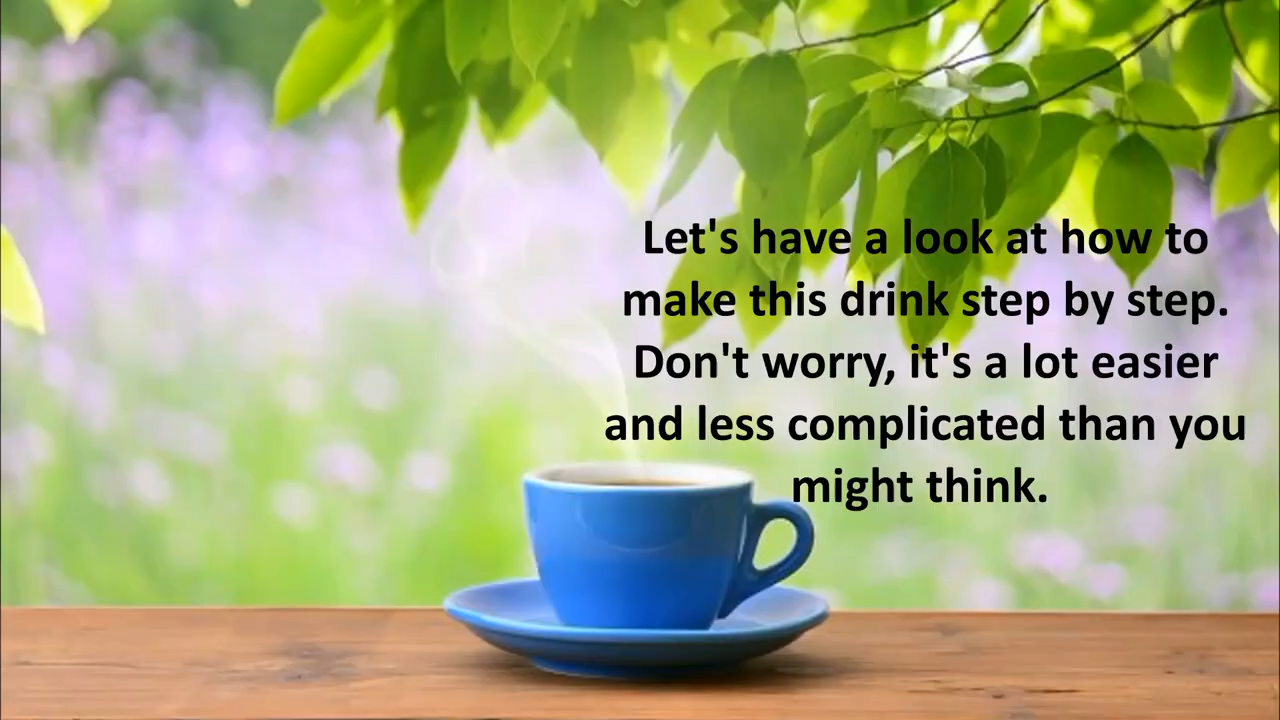 Let's have a look at how to
make this drink step by step.
Don't worry, it's a lot easier
and less complicated than you
might think.